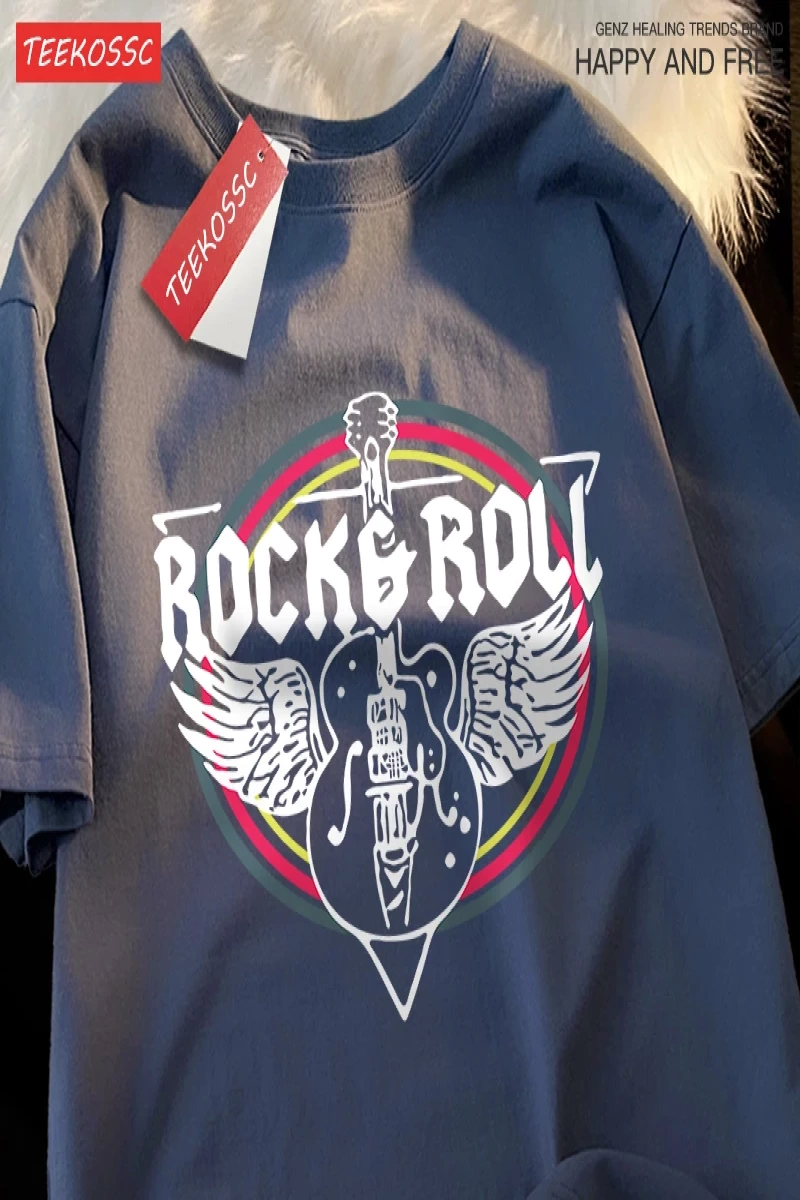 TEEKOSSC
GENZ HEALING TRENDS BRAND
HAPPY AND FREE
TEEKOSSC
ROCK & ROLL